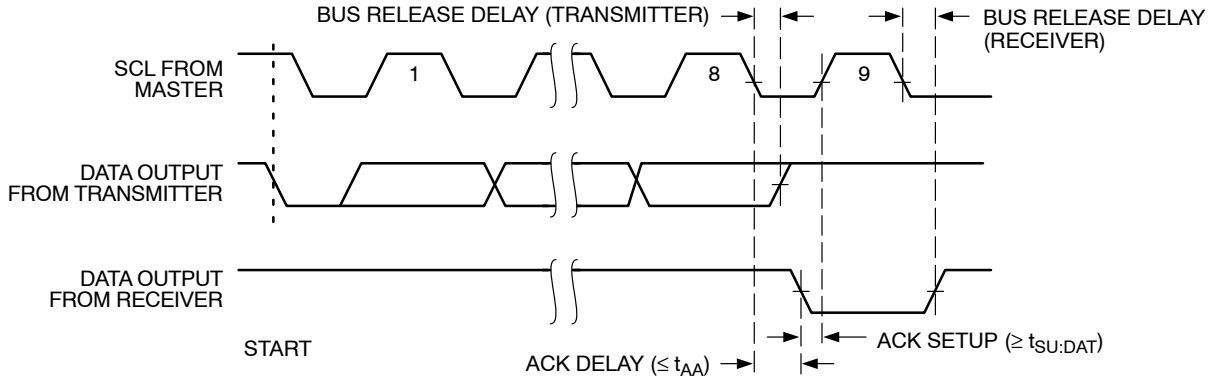 BUS RELEASE DELAY (TRANSMITTER)
BUS RELEASE DELAY
(RECEIVER)
SCL FROM
MASTER
1
8
9
DATA OUTPUT
FROM TRANSMITTER
DATA OUTPUT
FROM RECEIVER
START
ACK SETUP (≥ tSU:DAT)
ACK DELAY (≤ tAA)